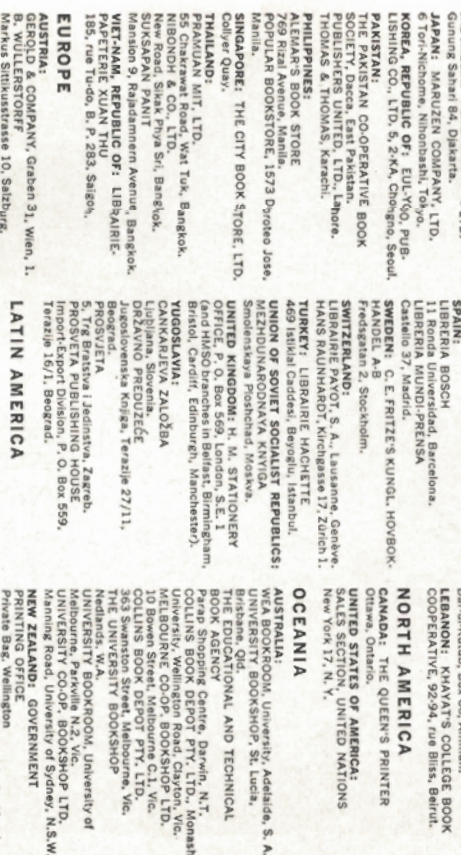 Gunung Sahari 84, Djakarta.
JAPAN: MARUZEN COMPANY, LTD.
6 Tori-Nichome, Nihonbashi, Tokyo.
KOREA, REPUBLIC OF: EUL-YOO, PUB-
LISHING CO., LTD. 5, 2-KA, Chongno, Seoul.
PAKISTAN:
THE PAKISTAN CO-OPERATIVE BOOK
SOCIETY, Dacca, East Pakistan.
PUBLISHERS UNITED, LTD., Lahore.
THOMAS & THOMAS, Karachi.
PHILIPPINES:
ALEMAR'S BOOK STORE
769 Rizal Avenue, Manila.
POPULAR BOOKSTORE, 1573 Doroteo Jose,
Manila.
SINGAPORE: THE CITY BOOK STORE, LTD.
Collyer Quay.
THAILAND:
PRAMUAN MIT, LTD.
55 Chakrawat Road, Wat Tuk, Bangkok.
NIBONDH & CO., LTD.
New Road, Sikak Phya Sri, Bangkok.
SUKSAPAN PANIT
Mansion 9, Rajadamnern Avenue, Bangkok.
VIET-NAM, REPUBLIC OF: LIBRAIRIE-
PAPETERIE XUAN THU
185, rue Tu-do, B. P. 283, Saigon.
EUROPE
AUSTRIA:
GEROLD & COMPANY, Graben 31, Wien, 1.
B. WÜLLERSTORFF
Markus Sittikusstrasse 10, Salzburg.
SPAIN:
LIBRERIA BOSCH
11 Ronda Universidad, Barcelona.
LIBRERIA MUNDI-PRENSA
Castello 37, Madrid.
SWEDEN: C. E. FRITZE'S KUNGL. HOVBOK-
HANDEL A-B
Fredsgatan 2, Stockholm.
SWITZERLAND:
LIBRAIRIE PAYOT, S. A., Lausanne, Genève.
HANS RAUNHARDT, Kirchgasse 17, Zürich 1.
TURKEY: LIBRAIRIE HACHETTE
469 Istiklal Caddesi, Beyoglu, Istanbul.
UNION OF SOVIET SOCIALIST REPUBLICS:
MEZHDUNARODNAYA KNYIGA
Smolenskaya Ploshchad, Moskva.
UNITED KINGDOM: H. M. STATIONERY
OFFICE, P. O. Box 569, London, S.E. 1
(and HMSO branches in Belfast, Birmingham,
Bristol, Cardiff, Edinburgh, Manchester).
YUGOSLAVIA:
CANKARJEVA ZALOŽBA
Ljubljana, Slovenia.
DRŽAVNO PREDUZEĆE
Jugoslovenska Knjiga, Terazije 27/11,
Beograd.
PROSVJETA
5, Trg Bratstva i Jedinstva, Zagreb.
PROSVETA PUBLISHING HOUSE
Import-Export Division, P. O. Box 559,
Terazije 16/1, Beograd.
LATIN AMERICA
LEBANON: KHAYAT'S COLLEGE BOOK
COOPERATIVE, 92-94, rue Bliss, Beirut.
NORTH AMERICA
CANADA: THE QUEEN'S PRINTER
Ottawa, Ontario.
UNITED STATES OF AMERICA:
SALES SECTION, UNITED NATIONS
New York 17, N. Y.
OCEANIA
AUSTRALIA
WEA BOOKROOM, University, Adelaide, S. A.
UNIVERSITY BOOKSHOP, St. Lucia,
Brisbane, Qld.
THE EDUCATIONAL AND TECHNICAL
BOOK AGENCY
Parap Shopping Centre, Darwin, N.T.
COLLINS BOOK DEPOT PTY. LTD., Monash
University, Wellington Road, Clayton, Vic.
MELBOURNE CO-OP. BOOKSHOP LTD.
10 Bowen Street, Melbourne C.1, Vic.
COLLINS BOOK DEPOT PTY. LTD.
363 Swanston Street, Melbourne, Vic.
THE UNIVERSITY BOOKSHOP
Nedlands, W.A.
UNIVERSITY BOOKROOM, University of
Melbourne, Parkville N.2, Vic.
UNIVERSITY CO-OP. BOOKSHOP LTD.
Manning Road, University of Sydney, N.S.W.
NEW ZEALAND: GOVERNMENT
PRINTING OFFICE
Private Bag, Wellington